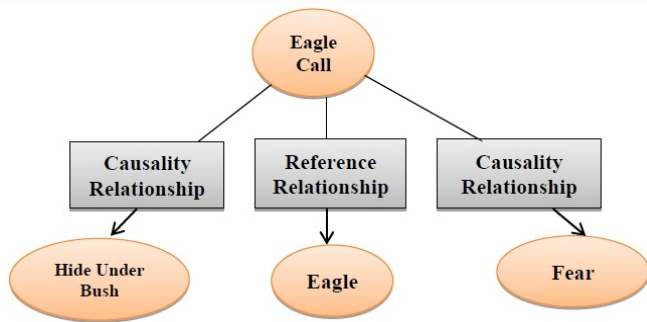 Eagle
Call
Causality
Relationship
Reference
Relationship
Causality
Relationship
Hide Under
Bush
Eagle
Fear